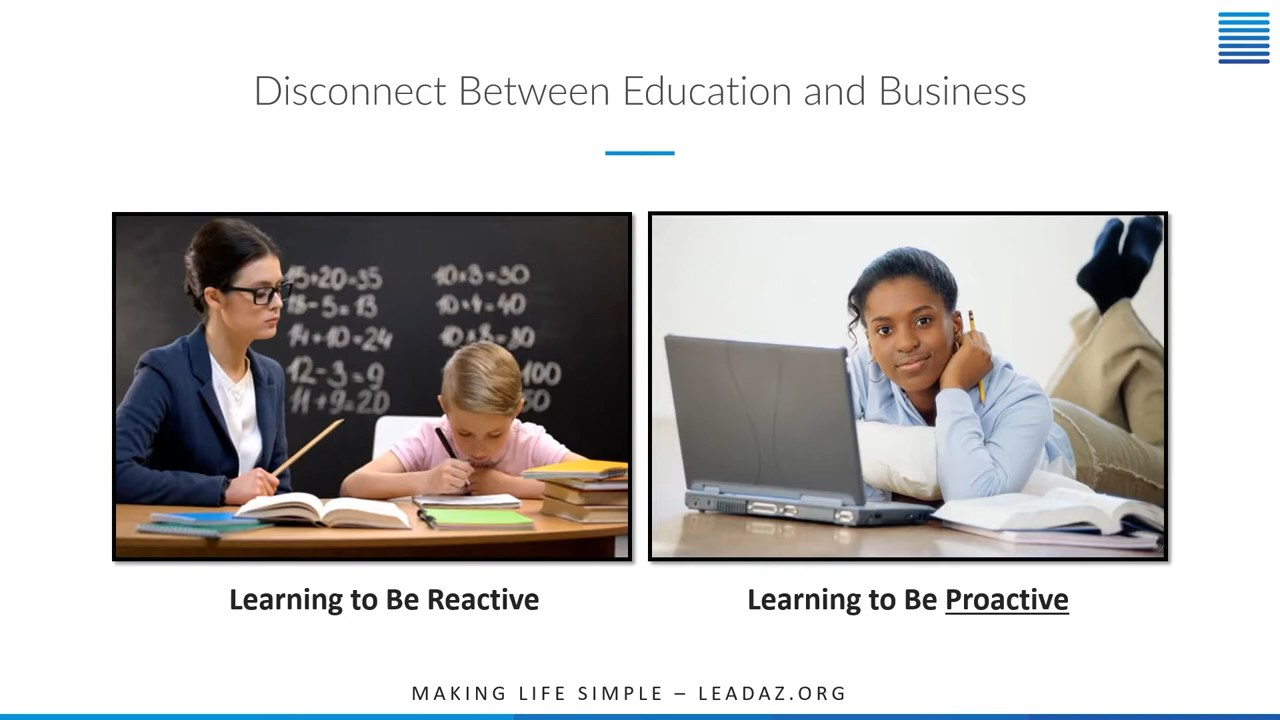 Disconnect Between Education and Business
15+20=35
10×3=30
18-5=13
10×4=40
14+10=24
12-3=9
100
11+9=20
50
Learning to Be Reactive
Learning to Be Proactive
MAKING LIFE SIMPLE – LEADAZ.ORG